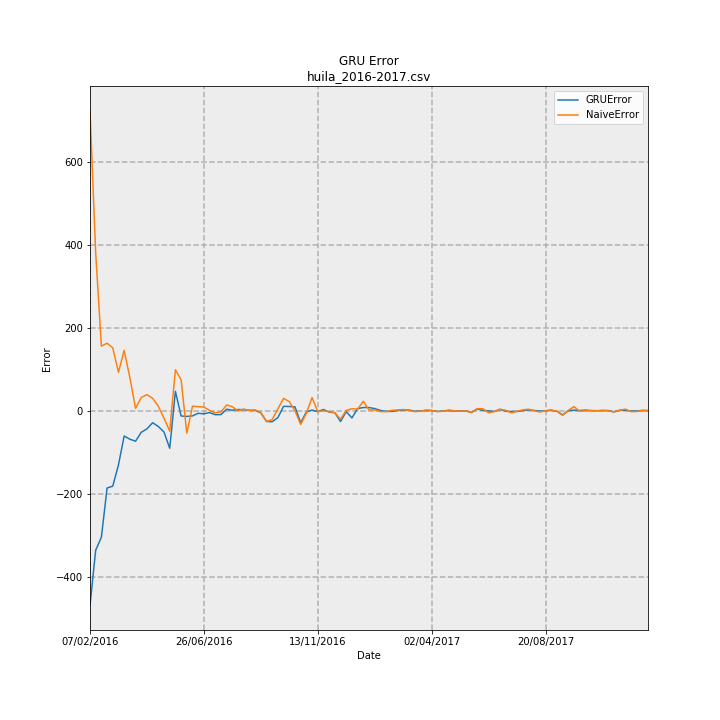 GRU Error
huila_2016-2017.csv
GRUError
NaiveError
600
400
200
0
−200
−400
Error
07/02/2016
26/06/2016
13/11/2016
02/04/2017
20/08/2017
Date